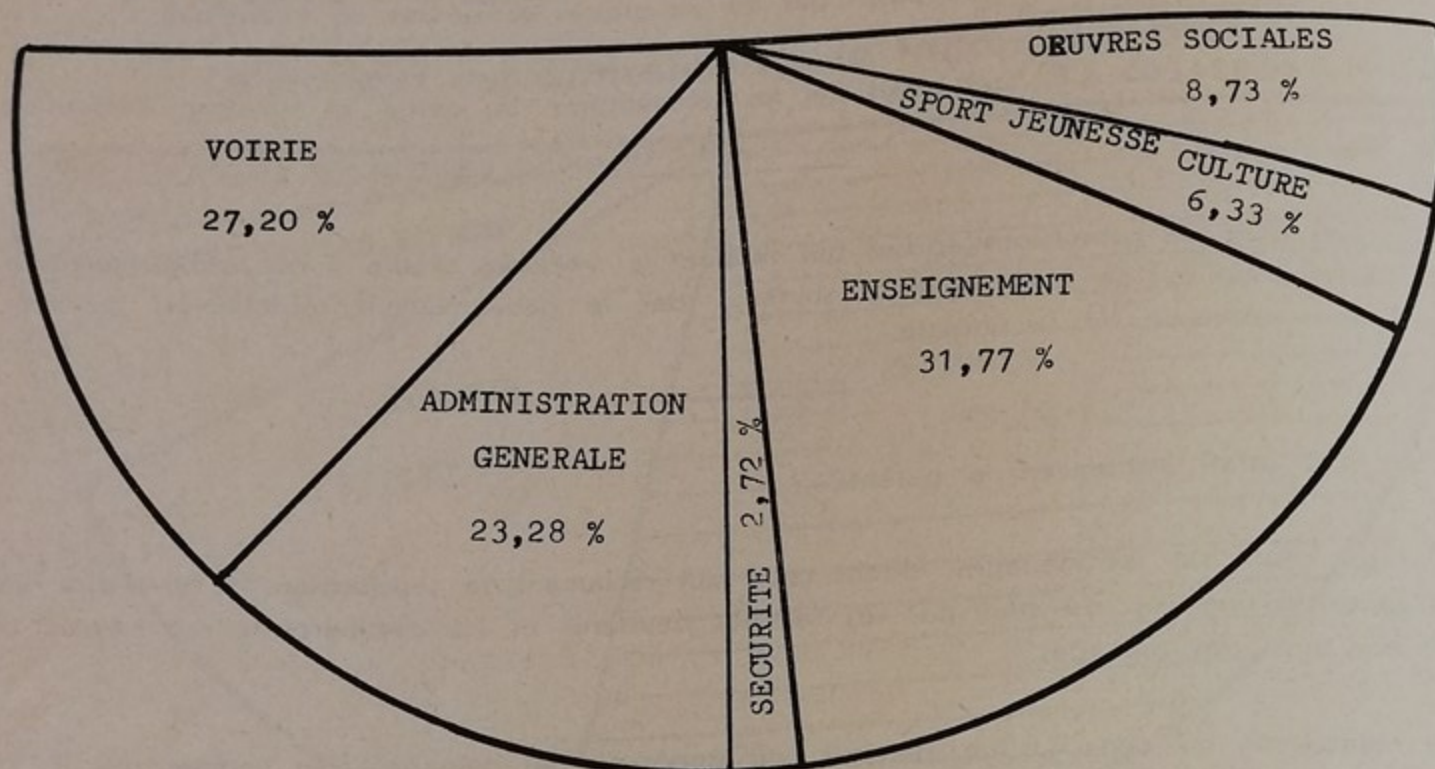 VOIRIE
27,20 %
ADMINISTRATION
GENERALE
23,28 %
SECURITE 2,72 %
ENSEIGNEMENT
31,77 %
SPORT JEUNESSE CULTURE
6,33 %
OEUVRES SOCIALES
8,73 %